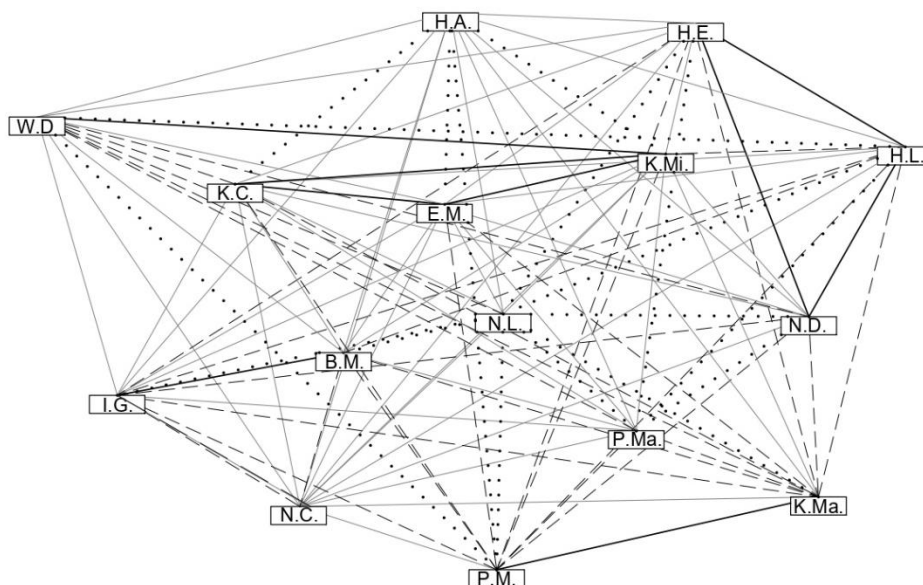 H.A.
H.E.
W.D.
H.L.
K.Mi.
K.C.
E.M.
N.L.
N.D.
B.M.
I.G.
P.Ma.
K.Ma.
N.C.
P.M.